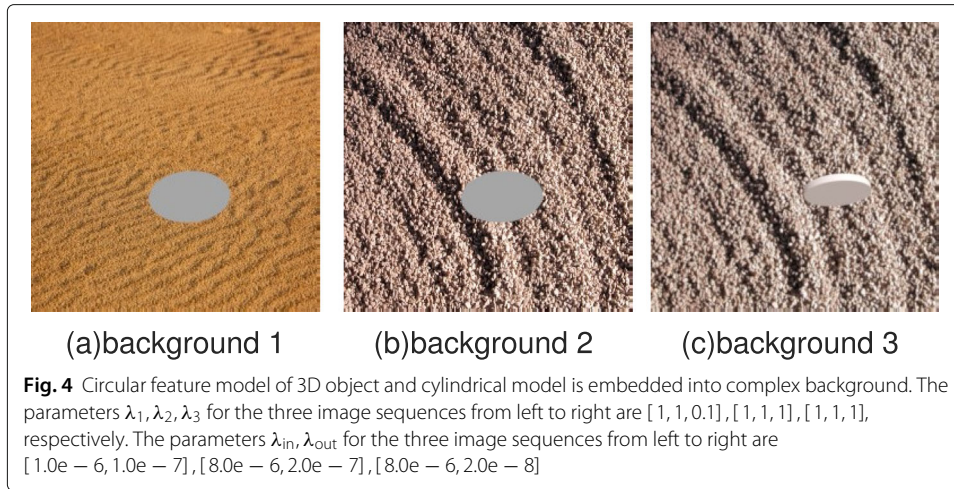 (a)background 1
(b)background 2
(c)background 3
Fig. 4 Circular feature model of 3D object and cylindrical model is embedded into complex background. The
parameters λ₁, λ₂, λ₃ for the three image sequences from left to right are [ 1, 1, 0.1] , [ 1, 1, 1] , [ 1, 1, 1],
respectively. The parameters λin, λout for the three image sequences from left to right are
[ 1.0e − 6, 1.0e − 7] , [ 8.0e − 6, 2.0e − 7] , [ 8.0e − 6, 2.0e − 8]